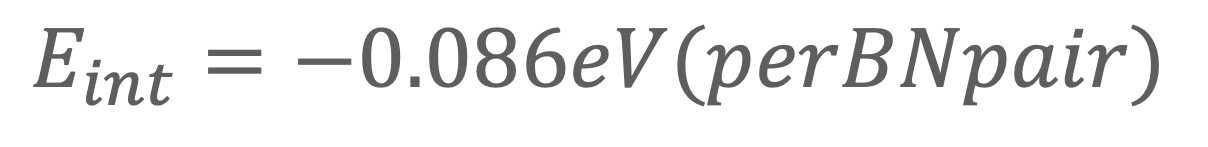 E_int = −0.086eV(perBNpair)